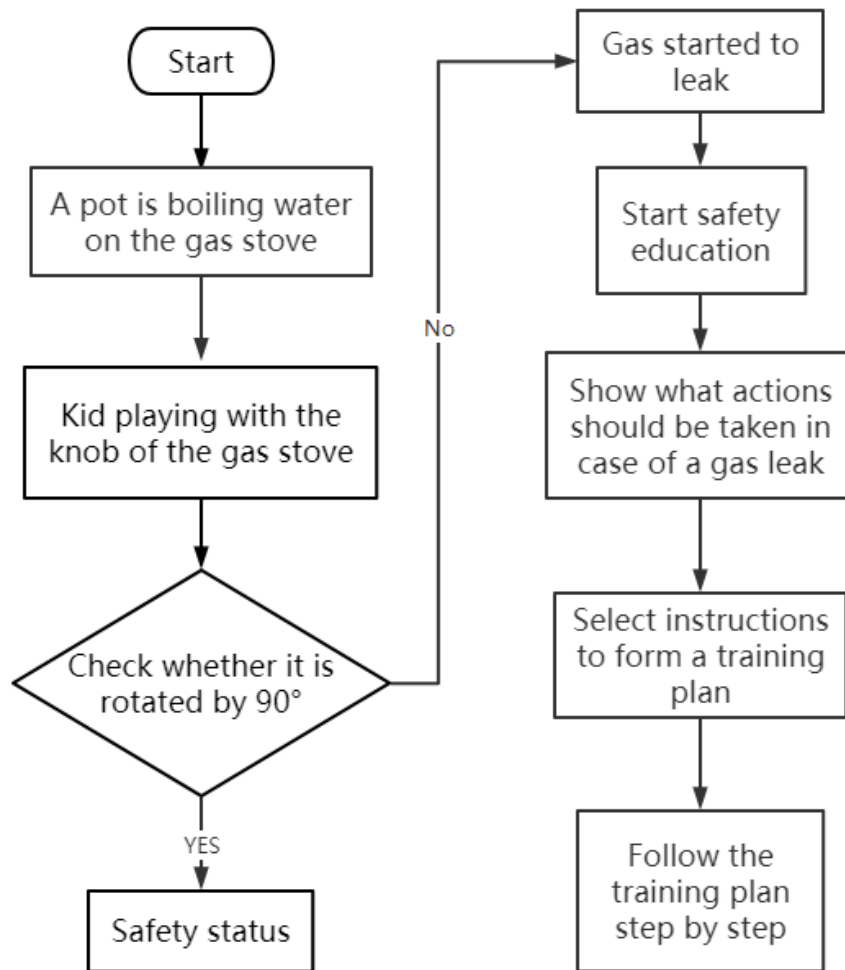 Start
A pot is boiling water
on the gas stove
Kid playing with the
knob of the gas stove
Check whether it is
rotated by 90°
YES
Safety status
No
Gas started to
leak
Start safety
education
Show what actions
should be taken in
case of a gas leak
Select instructions
to form a training
plan
Follow the
training plan
step by step